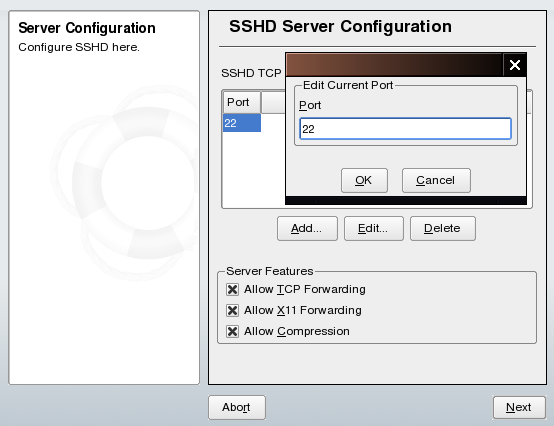 Server Configuration
Configure SSHD here.
SSHD Server Configuration
SSHD TCP
Port
22
Edit Current Port
Port
22
OK
Cancel
Add...
Edit...
Delete
Server Features
Allow TCP Forwarding
Allow X11 Forwarding
Allow Compression
Abort
Next